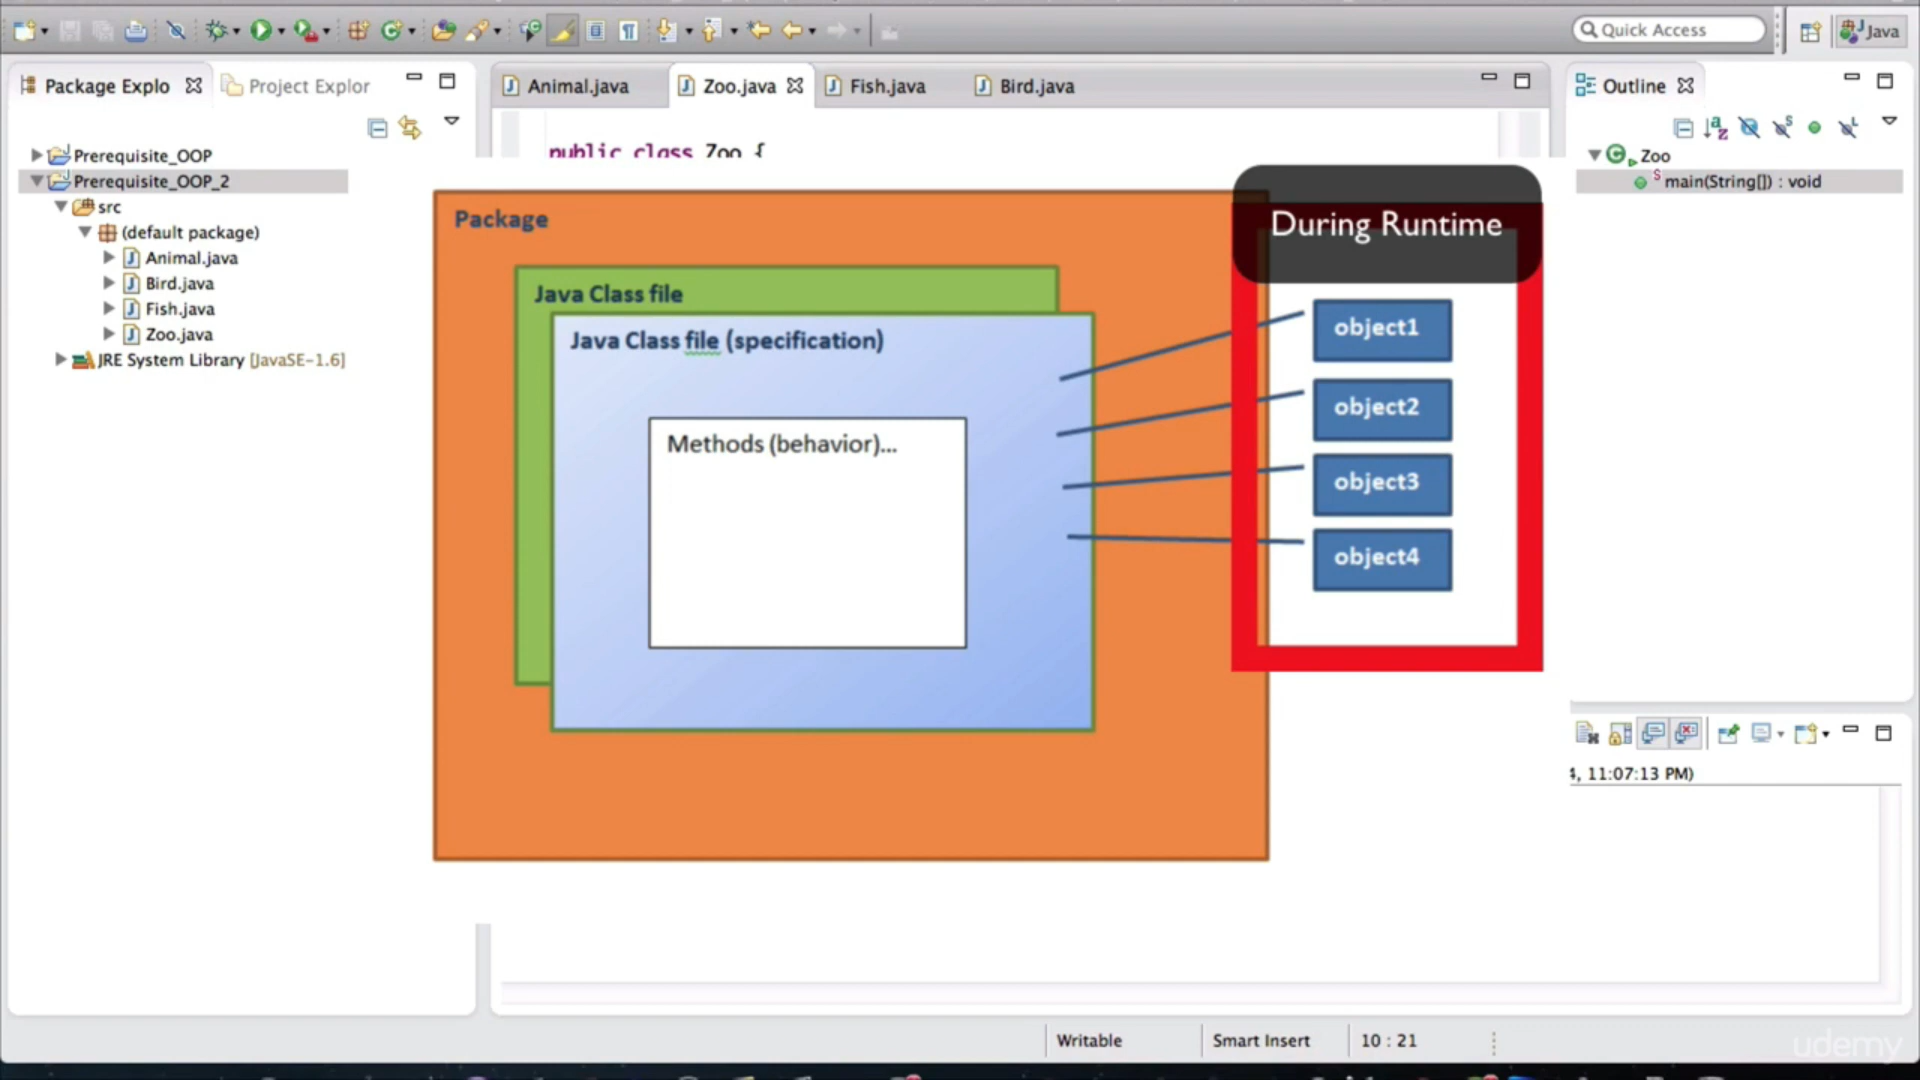 Quick Access
Java
Package Explo
Project Explor
Animal.java
Zoo.java
Fish.java
Bird.java
Outline
public class Zoo {
Prerequisite_OOP
Prerequisite_OOP_2
src
(default package)
Animal.java
Bird.java
Fish.java
Zoo.java
JRE System Library [JavaSE-1.6]
Zoo
main(String[]) : void
Package
Java Class file
Java Class file (specification)
Methods (behavior)...
During Runtime
object1
object2
object3
object4
4, 11:07:13 PM)
Writable
Smart Insert
10 : 21
udemy